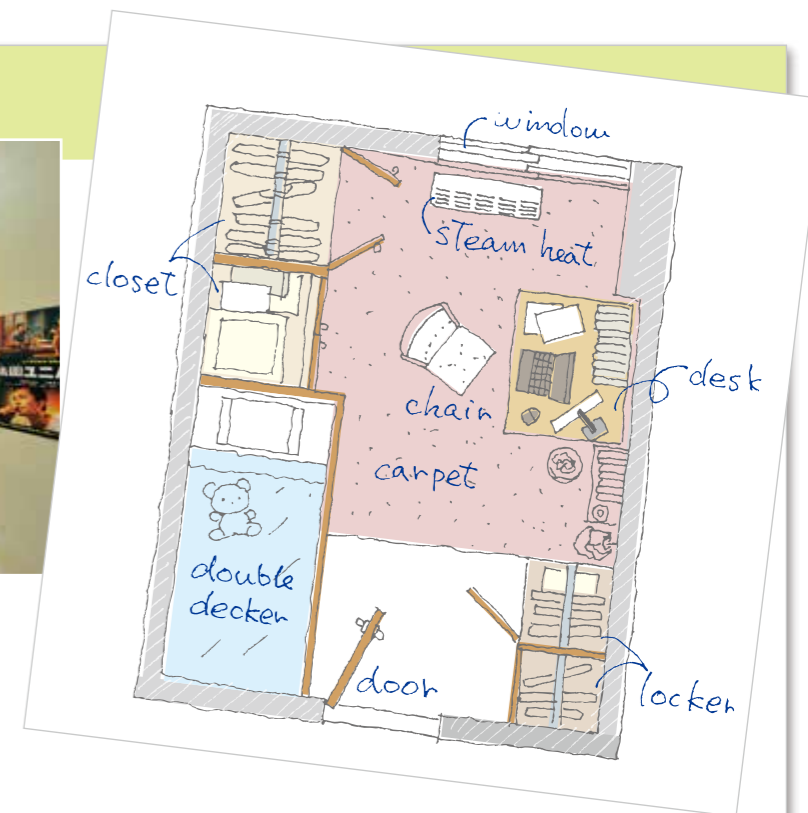 window
steam heat
closet
desk
chair
carpet
double
decker
door
locker